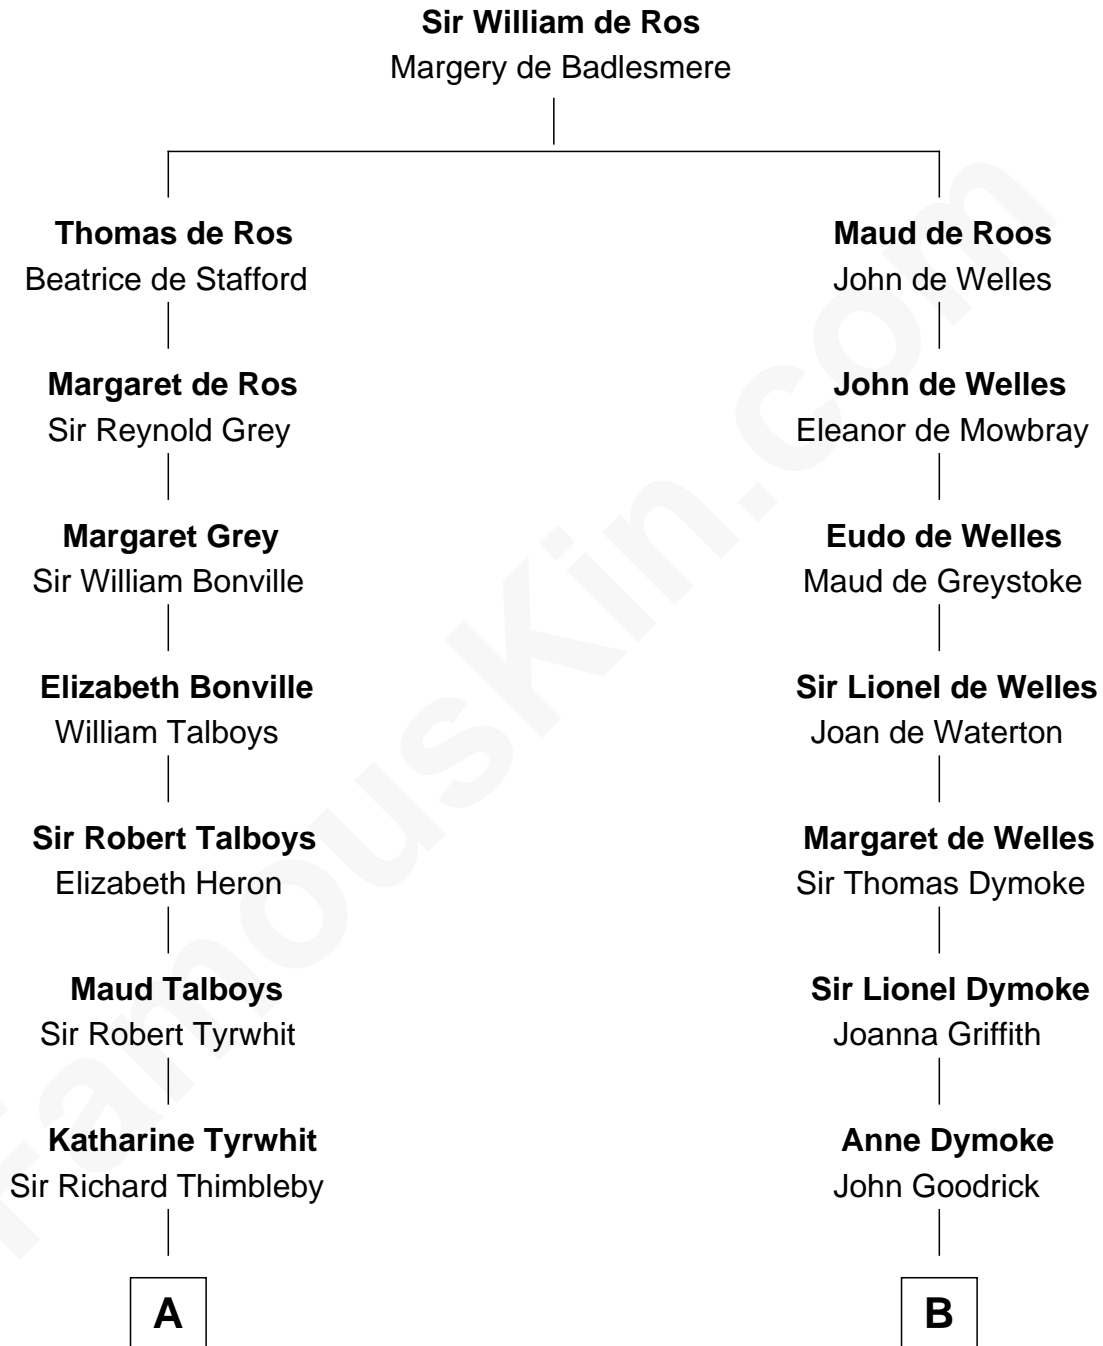 Sir William de Ros
Margery de Badlesmere
Thomas de Ros
Beatrice de Stafford
Maud de Roos
John de Welles
Margaret de Ros
Sir Reynold Grey
John de Welles
Eleanor de Mowbray
Margaret Grey
Sir William Bonville
Eudo de Welles
Maud de Greystoke
Elizabeth Bonville
William Talboys
Sir Lionel de Welles
Joan de Waterton
Sir Robert Talboys
Elizabeth Heron
Margaret de Welles
Sir Thomas Dymoke
Maud Talboys
Sir Robert Tyrwhit
Sir Lionel Dymoke
Joanna Griffith
Katharine Tyrwhit
Sir Richard Thimbleby
Anne Dymoke
John Goodrick
A
B
FamousKin.com